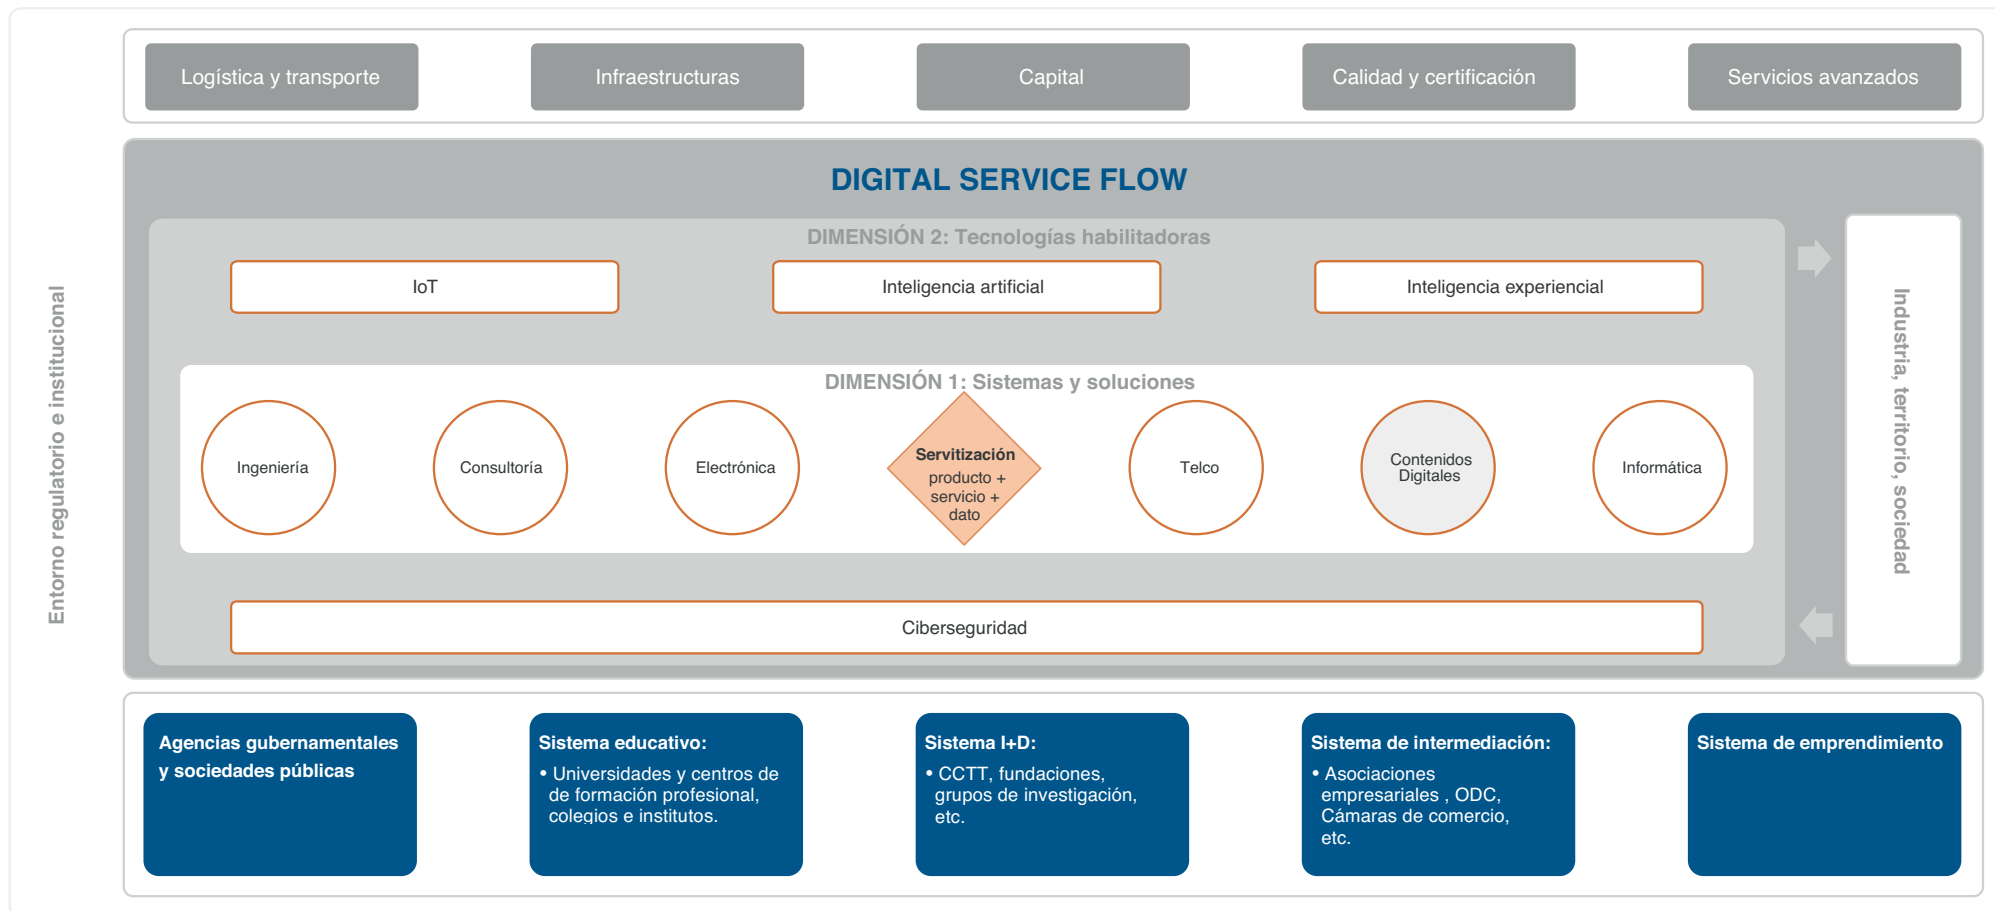 Logística y transporte
Infraestructuras
Capital
Calidad y certificación
Servicios avanzados
Entorno regulatorio e institucional
DIGITAL SERVICE FLOW
DIMENSIÓN 2: Tecnologías habilitadoras
IoT
Inteligencia artificial
Inteligencia experiencial
DIMENSIÓN 1: Sistemas y soluciones
Ingeniería
Consultoría
Electrónica
Servitización
producto +
servicio +
dato
Telco
Contenidos
Digitales
Informática
Ciberseguridad
Industria, territorio, sociedad
Agencias gubernamentales
y sociedades públicas
Sistema educativo:
• Universidades y centros de
de formación profesional,
colegios e institutos.
Sistema I+D:
• CCTT, fundaciones,
grupos de investigación,
etc.
Sistema de intermediación:
• Asociaciones
empresariales , ODC,
Cámaras de comercio,
etc.
Sistema de emprendimiento